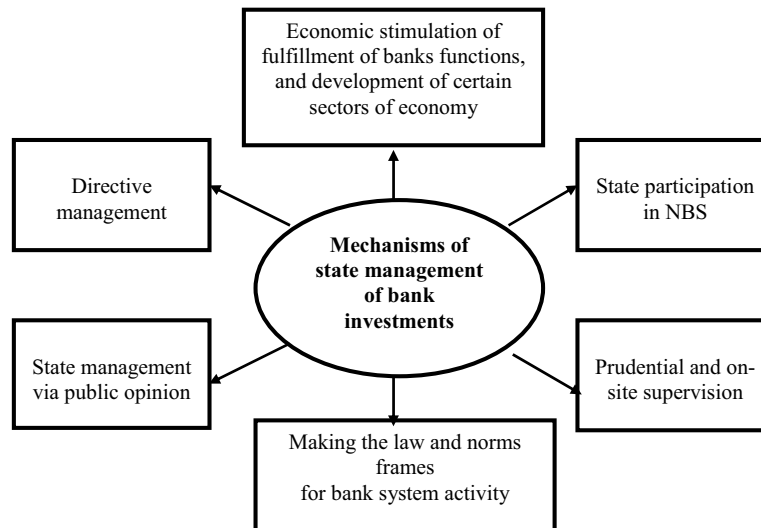 Economic stimulation of
fulfillment of banks functions,
and development of certain
sectors of economy
Directive
management
State participation
in NBS
Mechanisms of
state management
of bank
investments
State management
via public opinion
Prudential and on-
site supervision
Making the law and norms
frames
for bank system activity